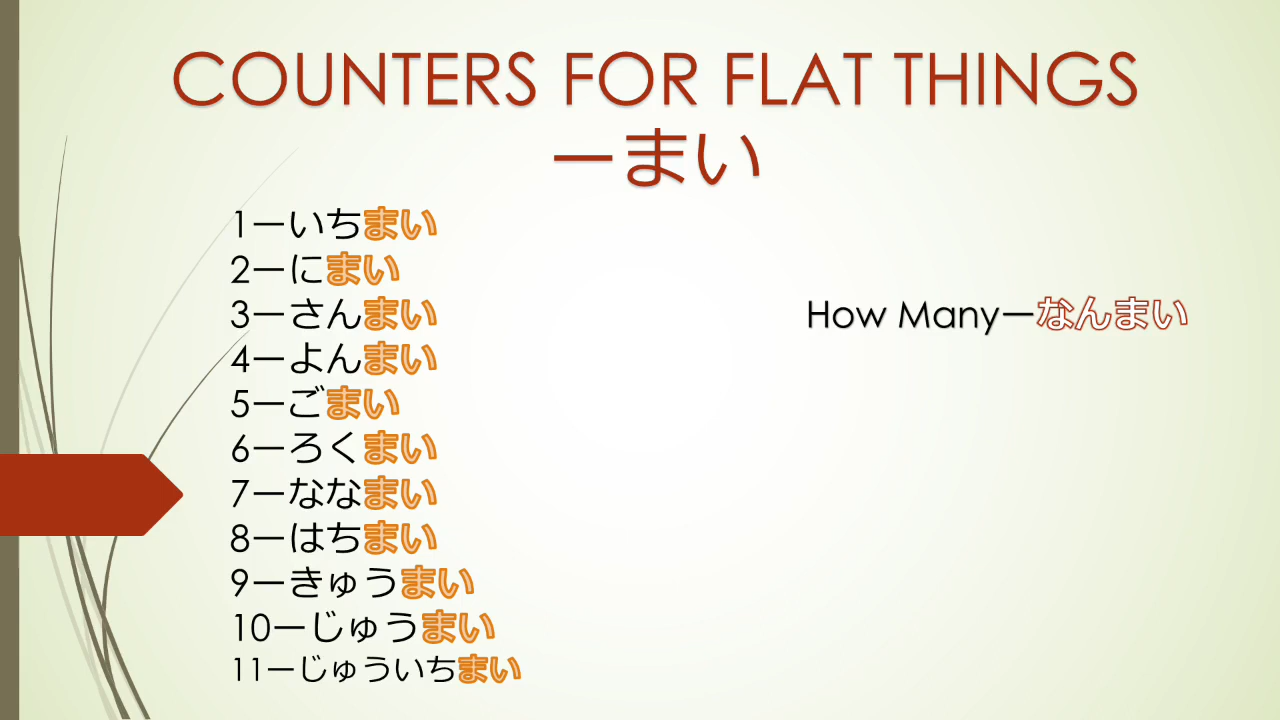 COUNTERS FOR FLAT THINGS
ーまい
1ーいちまい
2ーにまい
3ーさんまい
How Manyーなんまい
4ーよんまい
5ーごまい
6ーろくまい
7ーななまい
8ーはちまい
9ーきゅうまい
10ーじゅうまい
11ーじゅういちまい